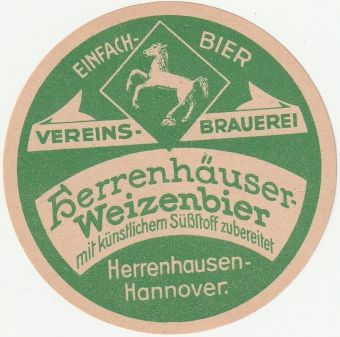 EINFACH-BIER
VEREINS-BRAUEREI
Herrenhäuser-
Weizenbier
mit künstlichem Süßstoff zubereitet
Herrenhausen-
Hannover.